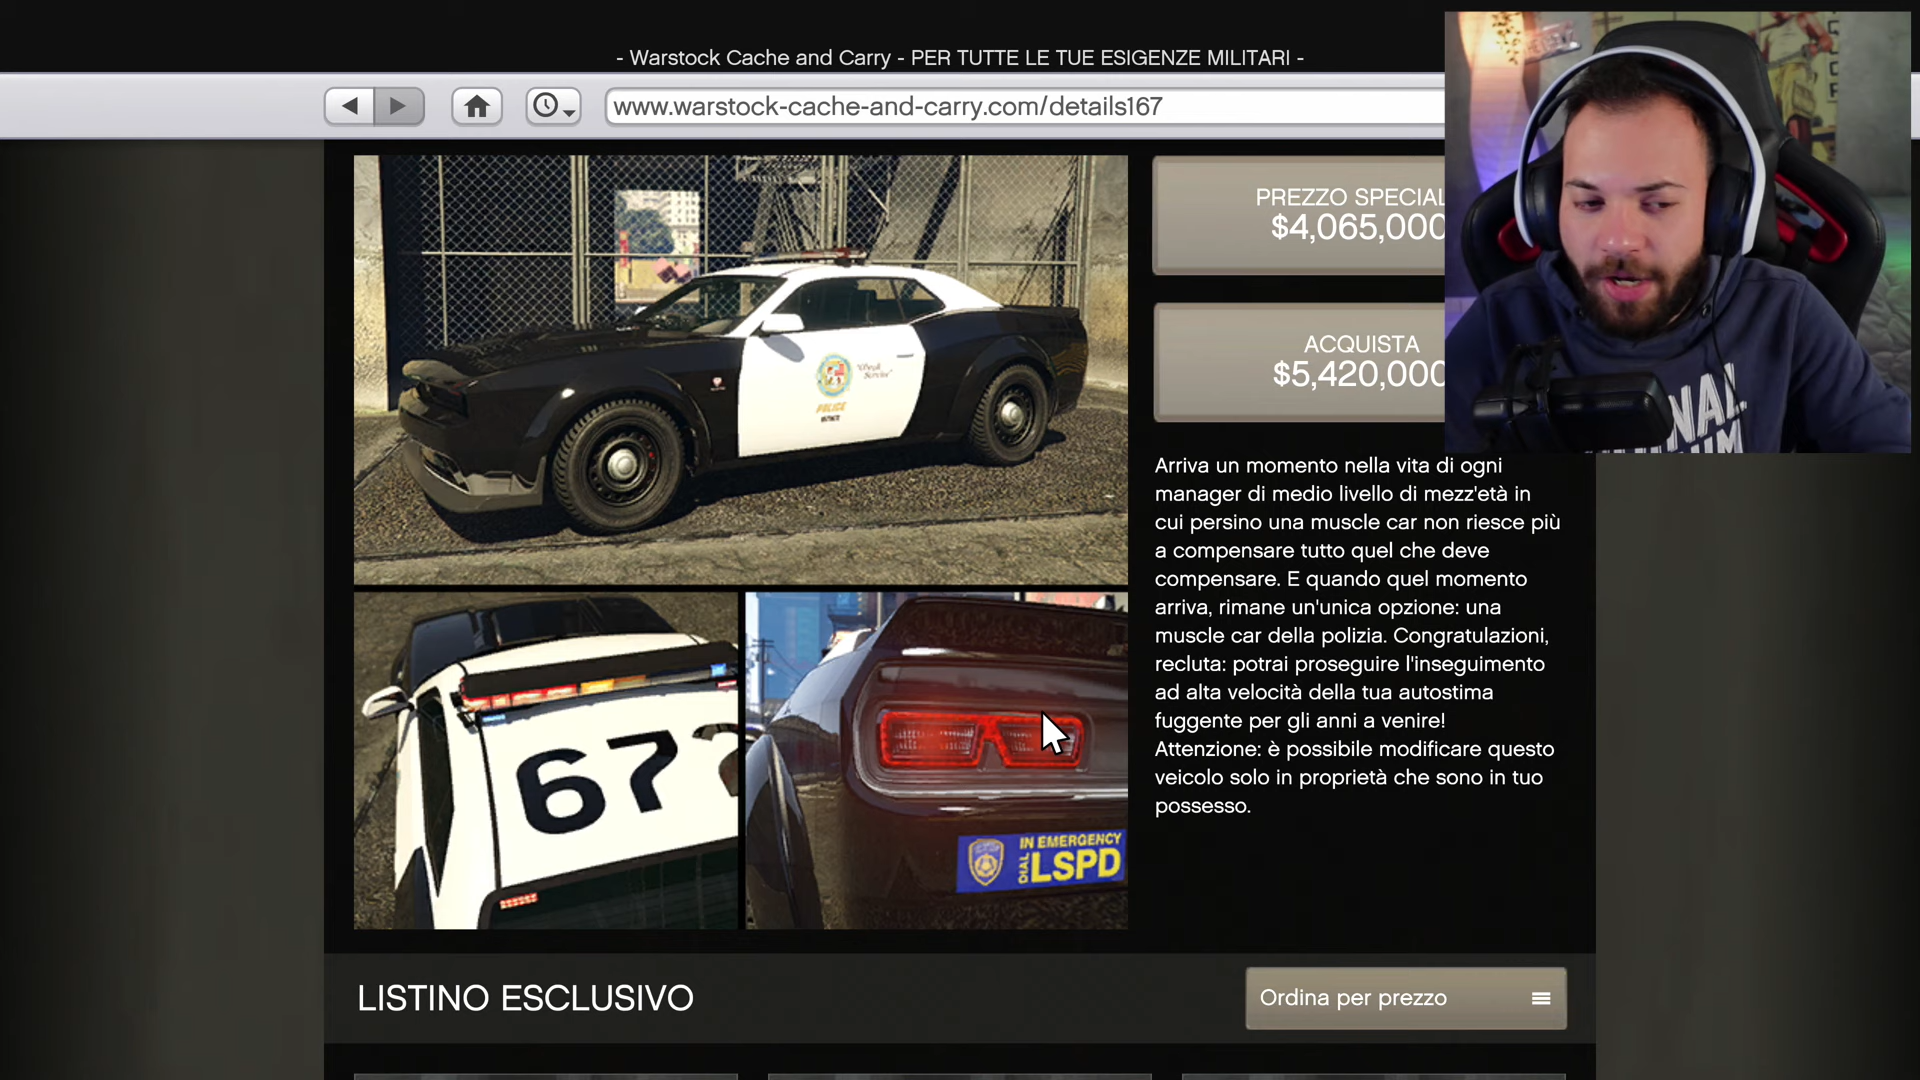 - Warstock Cache and Carry - PER TUTTE LE TUE ESIGENZE MILITARI -
www.warstock-cache-and-carry.com/details167
PREZZO SPECIAL
$4,065,000
ACQUISTA
$5,420,000
Arriva un momento nella vita di ogni
manager di medio livello di mezz'età in
cui persino una muscle car non riesce più
a compensare tutto quel che deve
compensare. E quando quel momento
arriva, rimane un'unica opzione: una
muscle car della polizia. Congratulazioni,
recluta: potrai proseguire l'inseguimento
ad alta velocità della tua autostima
fuggente per gli anni a venire!
Attenzione: è possibile modificare questo
veicolo solo in proprietà che sono in tuo
possesso.
POLICE
67
IN EMERGENCY
DIAL LSPD
LISTINO ESCLUSIVO
Ordina per prezzo